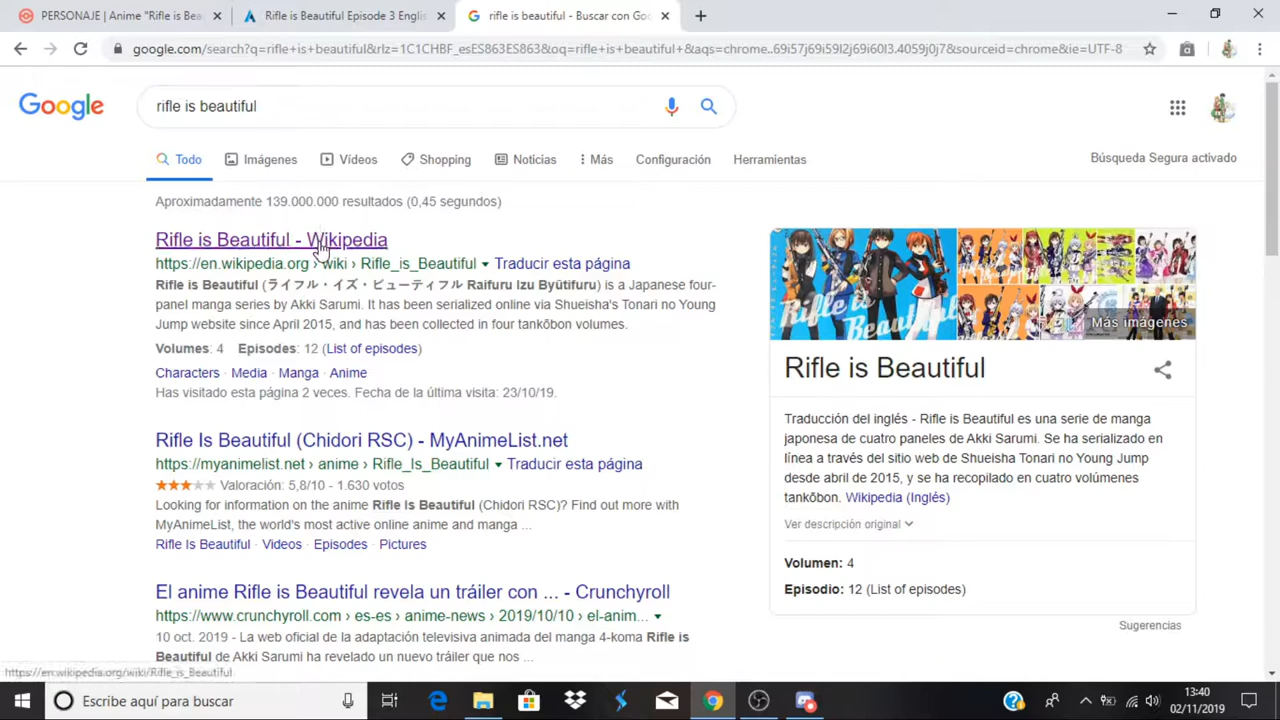 PERSONAJE | Anime "Rifle is Bea
Rifle is Beautiful Episode 3 Englis
rifle is beautiful - Buscar con Goo
google.com/search?q=rifle+is+beautiful&rlz=1C1CHBF_esES863ES863&oq=rifle+is+beautiful+&aqs=chrome..69i57j69i59l2j69i60l3.4059j0j7&sourceid=chrome&ie=UTF-8
Google
rifle is beautiful
Todo Imágenes Vídeos Shopping Noticias Más Configuración Herramientas
Búsqueda Segura activado
Aproximadamente 139.000.000 resultados (0,45 segundos)
Rifle is Beautiful - Wikipedia
https://en.wikipedia.org › wiki › Rifle_is_Beautiful Traducir esta página
Rifle is Beautiful (ライフル・イズ・ビューティフル Raifuru Izu Byūtifuru) is a Japanese four-
panel manga series by Akki Sarumi. It has been serialized online via Shueisha's Tonari no Young
Jump website since April 2015, and has been collected in four tankōbon volumes.
Volumes: 4 Episodes: 12 (List of episodes)
Characters · Media · Manga · Anime
Has visitado esta página 2 veces. Fecha de la última visita: 23/10/19.
Rifle Is Beautiful (Chidori RSC) - MyAnimeList.net
https://myanimelist.net › anime › Rifle_Is_Beautiful Traducir esta página
Valoración: 5,8/10 - 1.630 votos
Looking for information on the anime Rifle Is Beautiful (Chidori RSC)? Find out more with
MyAnimeList, the world's most active online anime and manga ...
Rifle Is Beautiful · Videos · Episodes · Pictures
El anime Rifle is Beautiful revela un tráiler con ... - Crunchyroll
https://www.crunchyroll.com › es-es › anime-news › 2019/10/10 › el-anim...
10 oct. 2019 - La web oficial de la adaptación televisiva animada del manga 4-koma Rifle is
Beautiful de Akki Sarumi ha revelado un nuevo tráiler que nos ...
Rifle is Beautiful
Más imágenes
Rifle is Beautiful
Traducción del inglés - Rifle is Beautiful es una serie de manga
japonesa de cuatro paneles de Akki Sarumi. Se ha serializado en
línea a través del sitio web de Shueisha Tonari no Young Jump
desde abril de 2015, y se ha recopilado en cuatro volúmenes
tankōbon. Wikipedia (Inglés)
Ver descripción original
Volumen: 4
Episodio: 12 (List of episodes)
Sugerencias
https://en.wikipedia.org/wiki/Rifle_is_Beautiful
Escribe aquí para buscar
13:40
02/11/2019